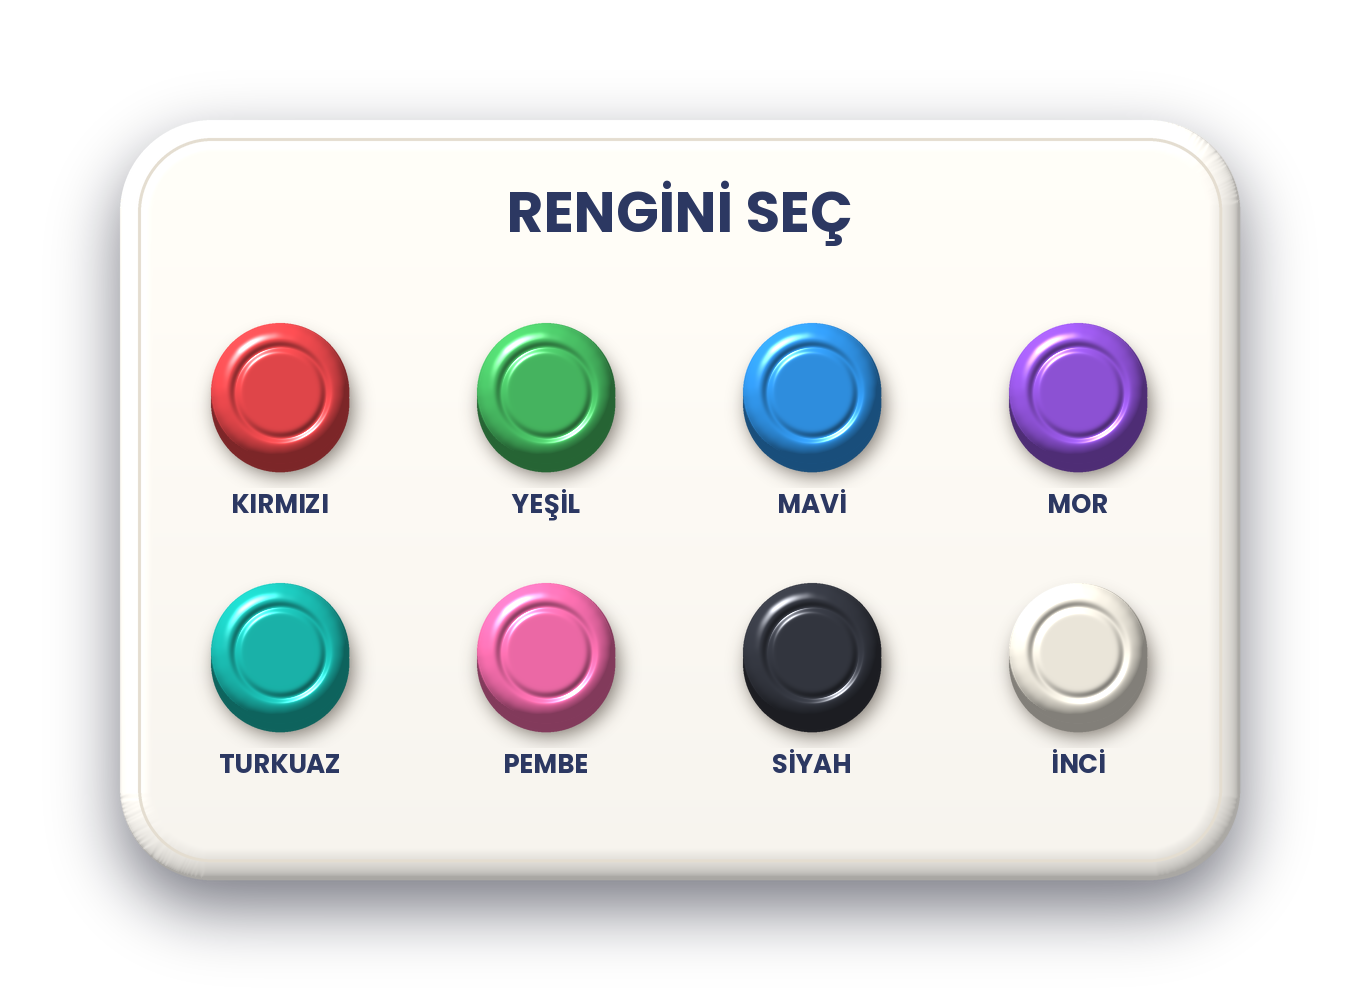 RENGİNİ SEÇ
KIRMIZI
YEŞİL
MAVİ
MOR
TURKUAZ
PEMBE
SİYAH
İNCİ